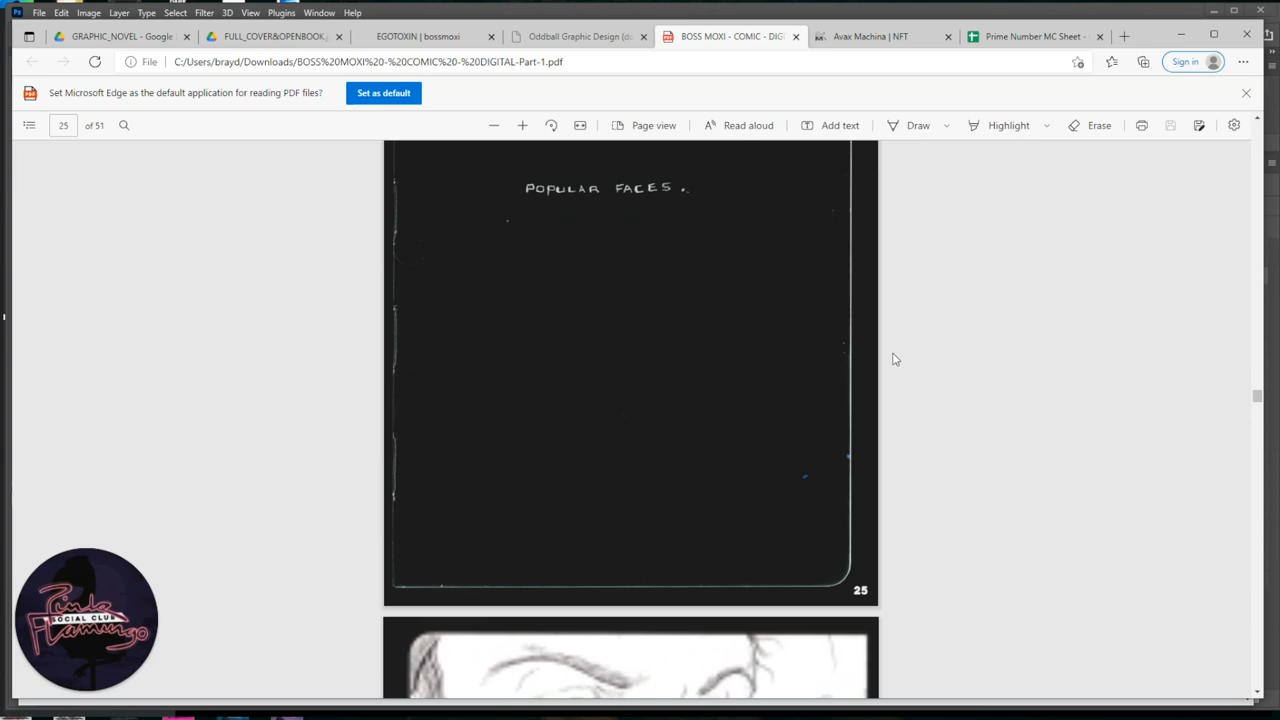 File Edit Image Layer Type Select Filter 3D View Plugins Window Help
GRAPHIC_NOVEL - Google FULL_COVER&OPENBOOK. EGOTOXIN | bossmoxi Oddball Graphic Design (do BOSS MOXI - COMIC - DIGI Avax Machina | NFT Prime Number MC Sheet -
File C:/Users/brayd/Downloads/BOSS%20MOXI%20-%20COMIC%20-%20DIGITAL-Part-1.pdf Sign in
Set Microsoft Edge as the default application for reading PDF files? Set as default
25 of 51 Page view Read aloud Add text Draw Highlight Erase
POPULAR FACES.
25
Pinda
SOCIAL CLUB
Flamingo